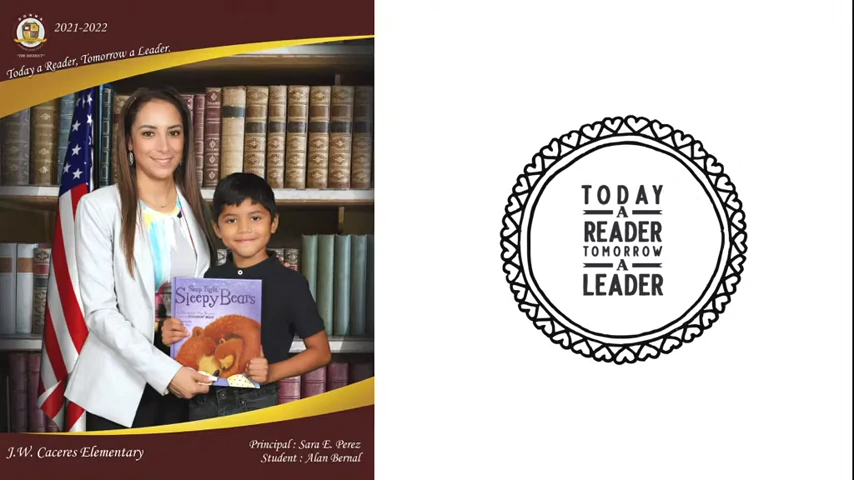 2021-2022
Today a Reader, Tomorrow a Leader.
Sleep Tight,
Sleepy Bears
J.W. Caceres Elementary
Principal : Sara E. Perez
Student : Alan Bernal
TODAY
A
READER
TOMORROW
A
LEADER